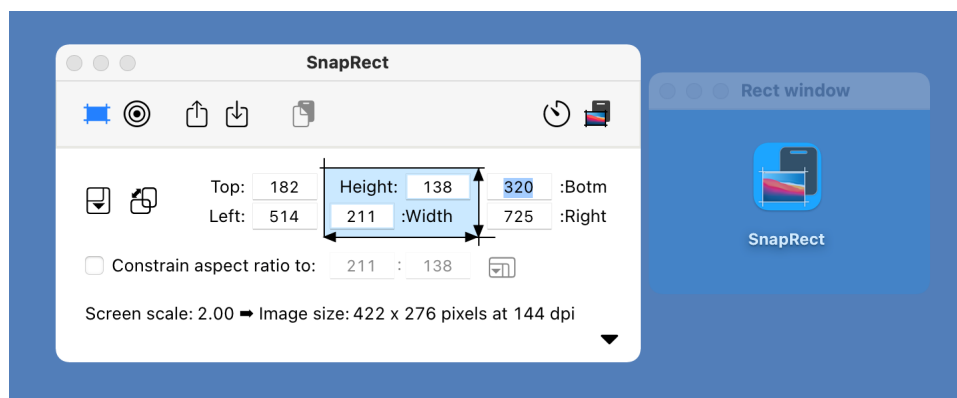 SnapRect
Top: 182 Height: 138 320 :Botm
Left: 514 211 :Width 725 :Right
Constrain aspect ratio to: 211 : 138
Screen scale: 2.00 ➡ Image size: 422 x 276 pixels at 144 dpi
Rect window
SnapRect